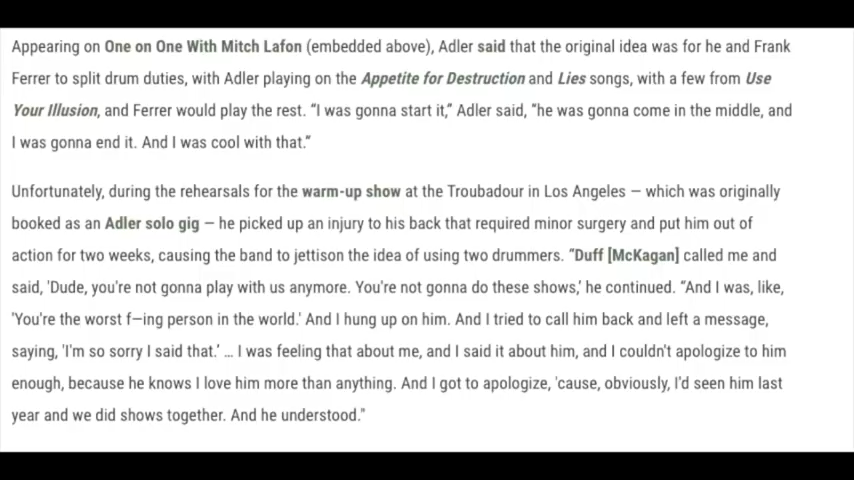 Appearing on One on One With Mitch Lafon (embedded above), Adler said that the original idea was for he and Frank
Ferrer to split drum duties, with Adler playing on the Appetite for Destruction and Lies songs, with a few from Use
Your Illusion, and Ferrer would play the rest. “I was gonna start it,” Adler said, “he was gonna come in the middle, and
I was gonna end it. And I was cool with that.”
Unfortunately, during the rehearsals for the warm-up show at the Troubadour in Los Angeles — which was originally
booked as an Adler solo gig — he picked up an injury to his back that required minor surgery and put him out of
action for two weeks, causing the band to jettison the idea of using two drummers. “Duff [McKagan] called me and
said, 'Dude, you're not gonna play with us anymore. You're not gonna do these shows,' he continued. “And I was, like,
'You're the worst f—ing person in the world.' And I hung up on him. And I tried to call him back and left a message,
saying, 'I'm so sorry I said that.' … I was feeling that about me, and I said it about him, and I couldn't apologize to him
enough, because he knows I love him more than anything. And I got to apologize, 'cause, obviously, I'd seen him last
year and we did shows together. And he understood."